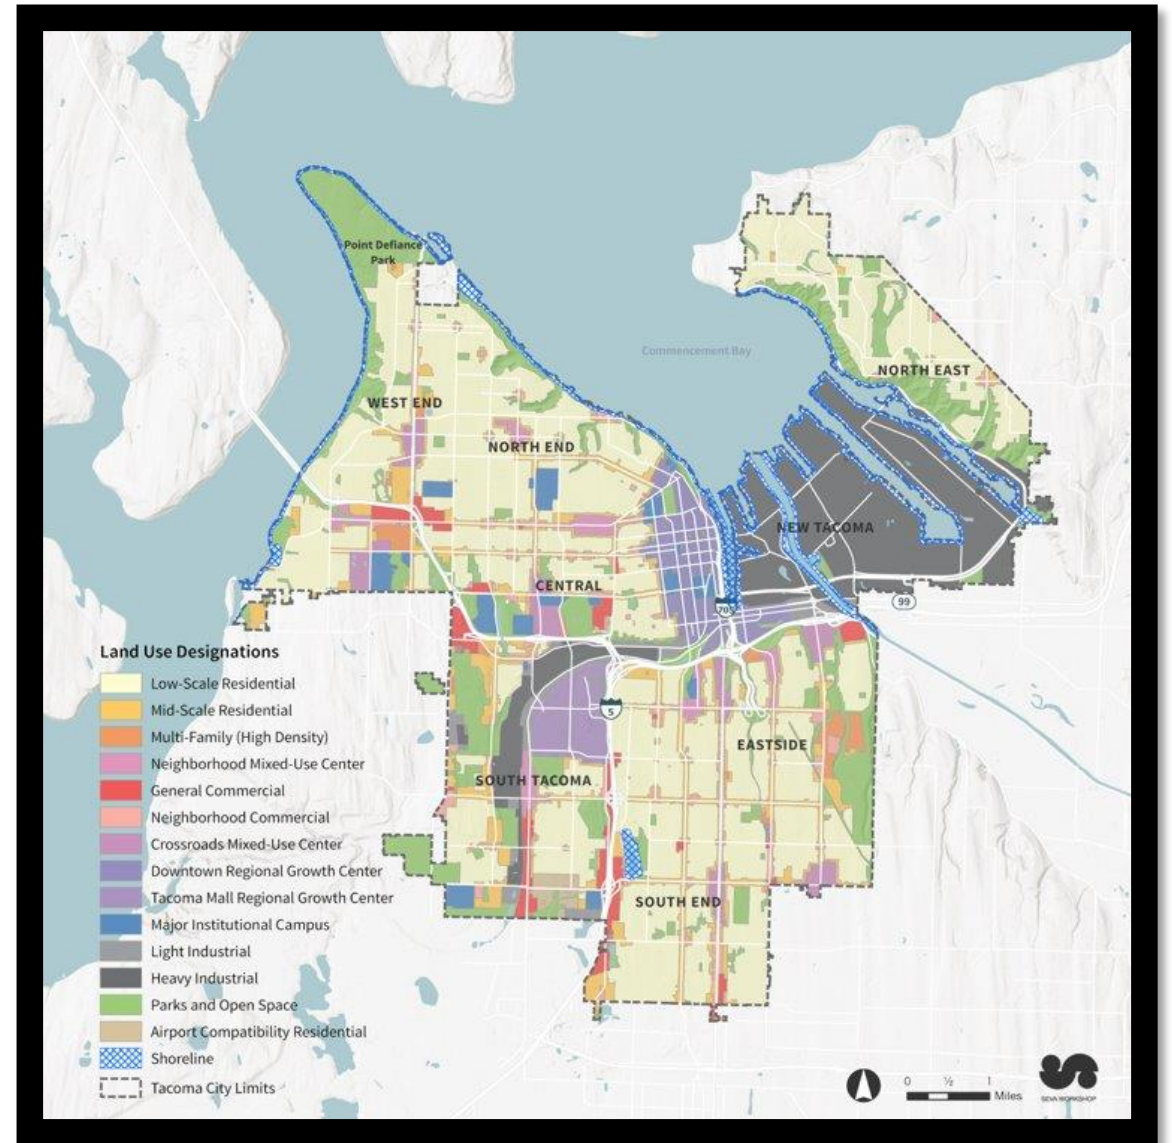 Point Defiance
Park
Commencement Bay
NORTH EAST
WEST END
NORTH END
NEW TACOMA
CENTRAL
705
99
Land Use Designations
Low-Scale Residential
Mid-Scale Residential
Multi-Family (High Density)
Neighborhood Mixed-Use Center
General Commercial
Neighborhood Commercial
Crossroads Mixed-Use Center
Downtown Regional Growth Center
Tacoma Mall Regional Growth Center
Major Institutional Campus
Light Industrial
Heavy Industrial
Parks and Open Space
Airport Compatibility Residential
Shoreline
Tacoma City Limits
5
EASTSIDE
SOUTH TACOMA
SOUTH END
0 ½ 1
Miles
SEVA WORKSHOP